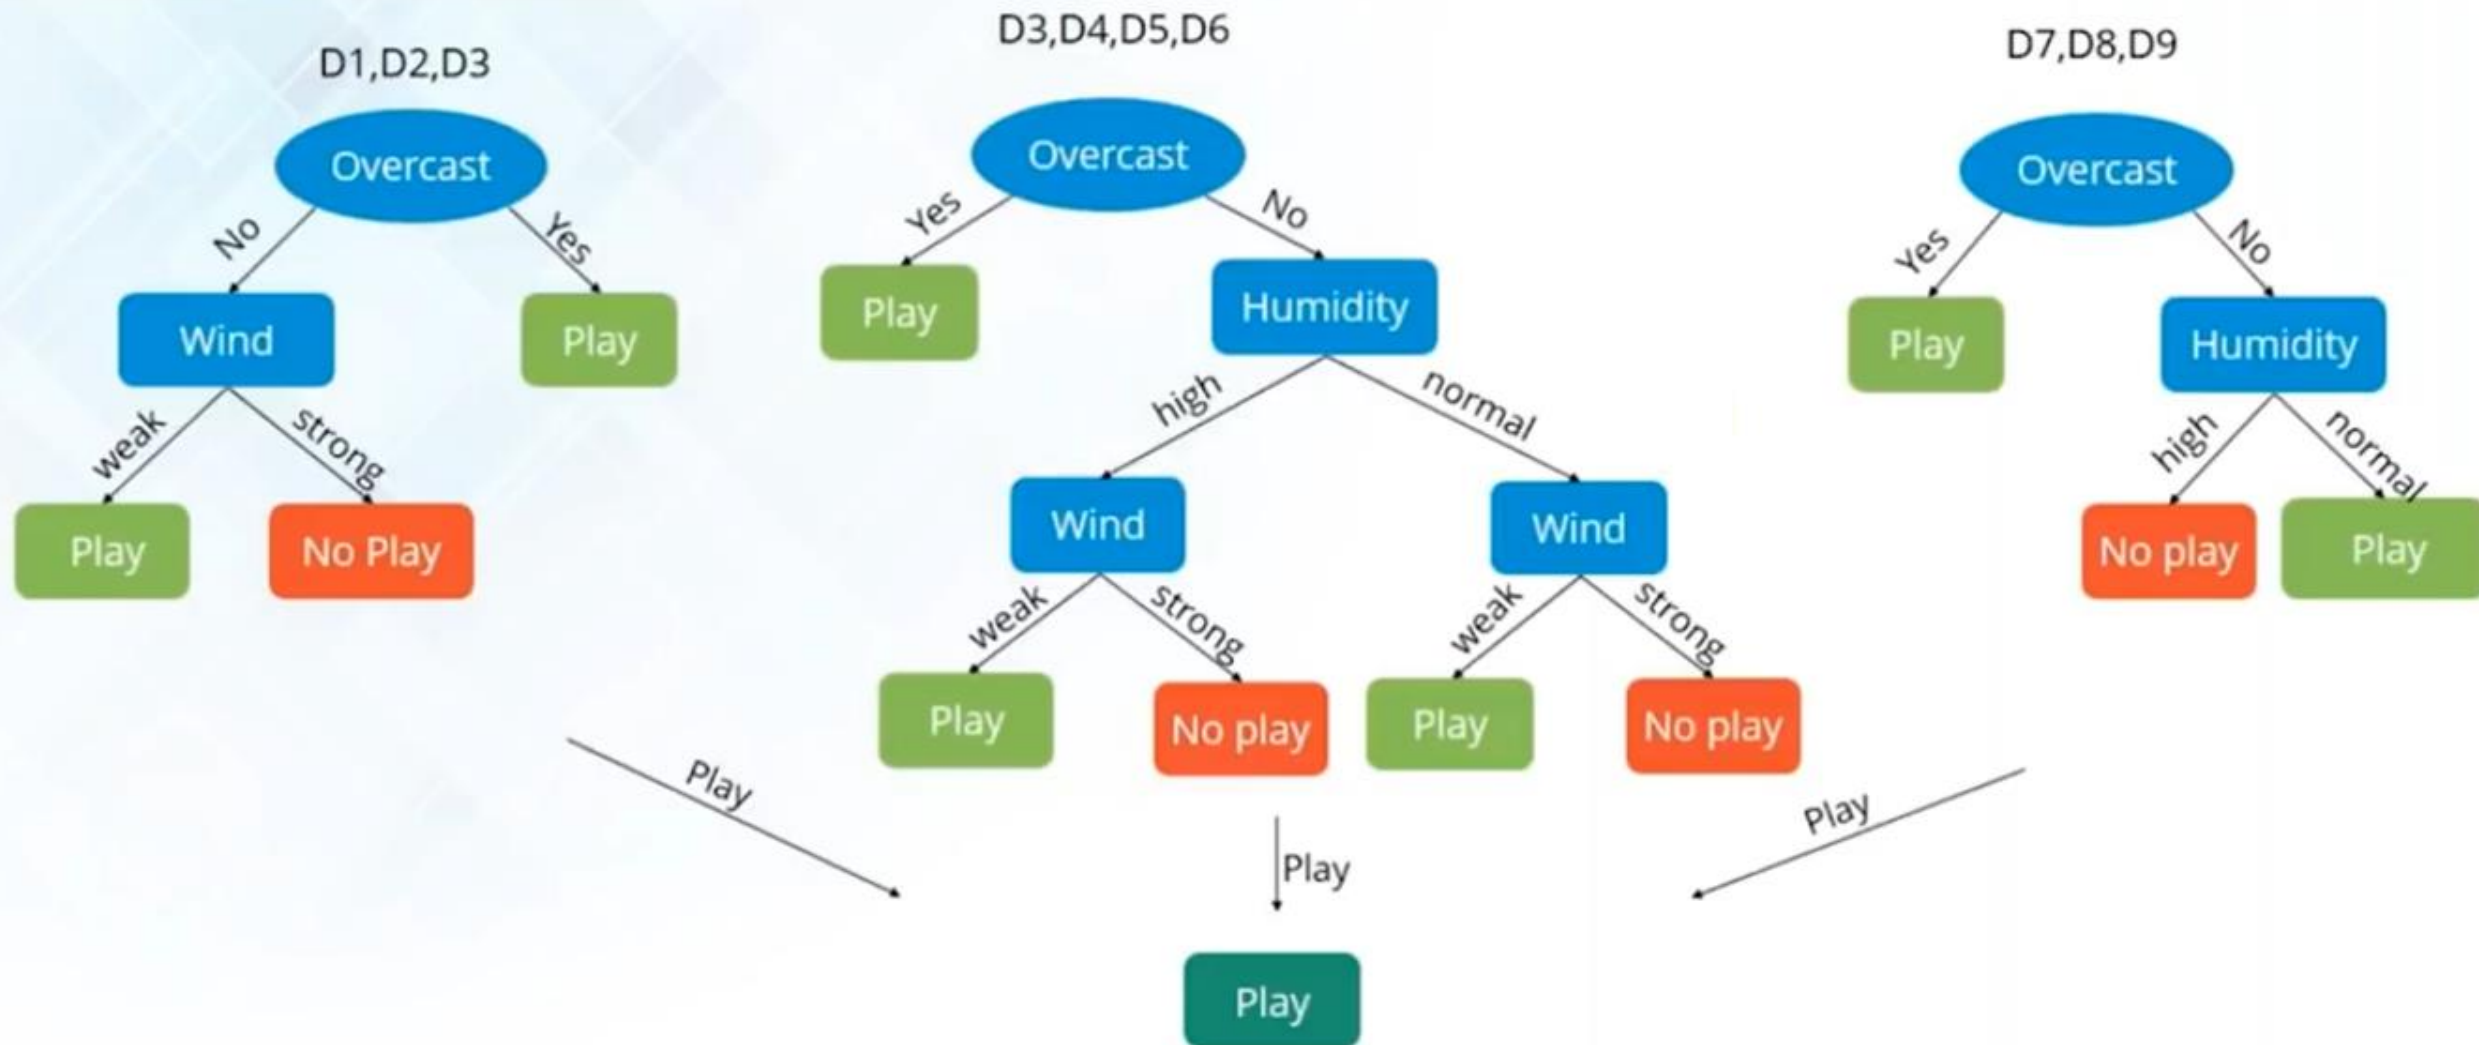 D1,D2,D3
Overcast
No
Yes
Wind
Play
weak
strong
Play
No Play
D3,D4,D5,D6
Overcast
Yes
No
Play
Humidity
high
normal
Wind
Wind
weak
strong
weak
strong
Play
No play
Play
No play
D7,D8,D9
Overcast
Yes
No
Play
Humidity
high
normal
No play
Play
Play
Play
Play
Play